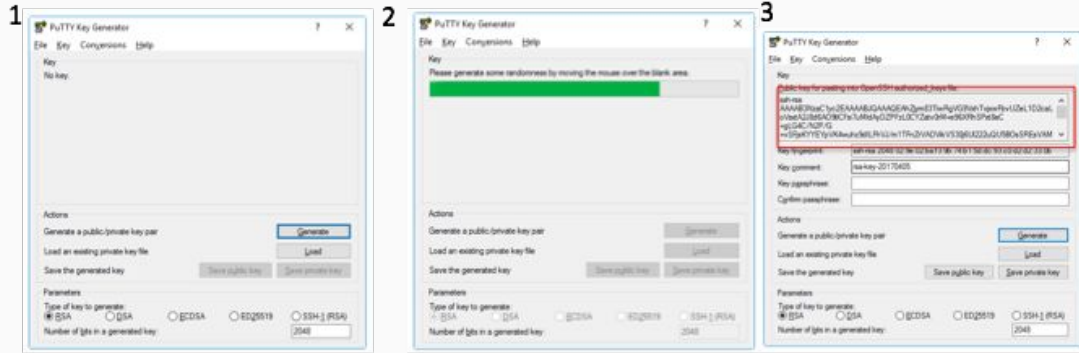 1
PuTTY Key Generator
File Key Conversions Help
Key
No key.
Actions
Generate a public/private key pair
Generate
Load an existing private key file
Load
Save the generated key
Save public key
Save private key
Parameters
Type of key to generate:
RSA DSA ECDSA ED25519 SSH-1 (RSA)
Number of bits in a generated key:
2048
2
PuTTY Key Generator
File Key Conversions Help
Key
Please generate some randomness by moving the mouse over the blank area.
Actions
Generate a public/private key pair
Generate
Load an existing private key file
Load
Save the generated key
Save public key
Save private key
Parameters
Type of key to generate:
RSA DSA ECDSA ED25519 SSH-1 (RSA)
Number of bits in a generated key:
2048
3
PuTTY Key Generator
File Key Conversions Help
Key
Public key for pasting into OpenSSH authorized_keys file:
ssh-rsa
Key fingerprint:
ssh-rsa 2048
Key comment:
rsa-key-20170405
Key passphrase:
Confirm passphrase:
Actions
Generate a public/private key pair
Generate
Load an existing private key file
Load
Save the generated key
Save public key
Save private key
Parameters
Type of key to generate:
RSA DSA ECDSA ED25519 SSH-1 (RSA)
Number of bits in a generated key:
2048